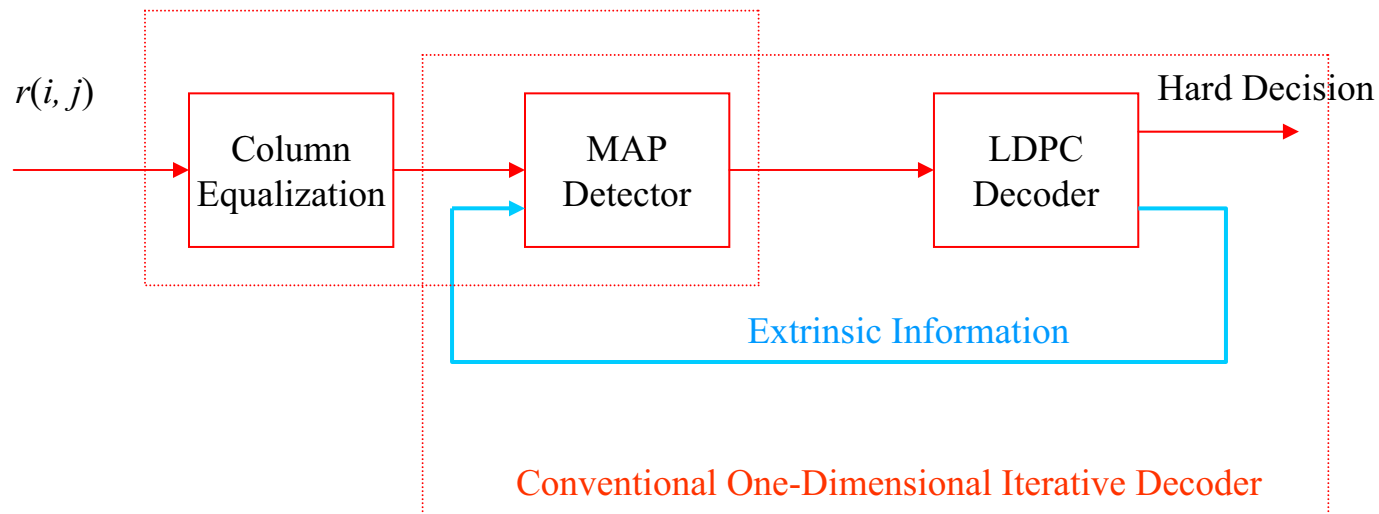 r(i, j)
Column
Equalization
MAP
Detector
LDPC
Decoder
Hard Decision
Extrinsic Information
Conventional One-Dimensional Iterative Decoder